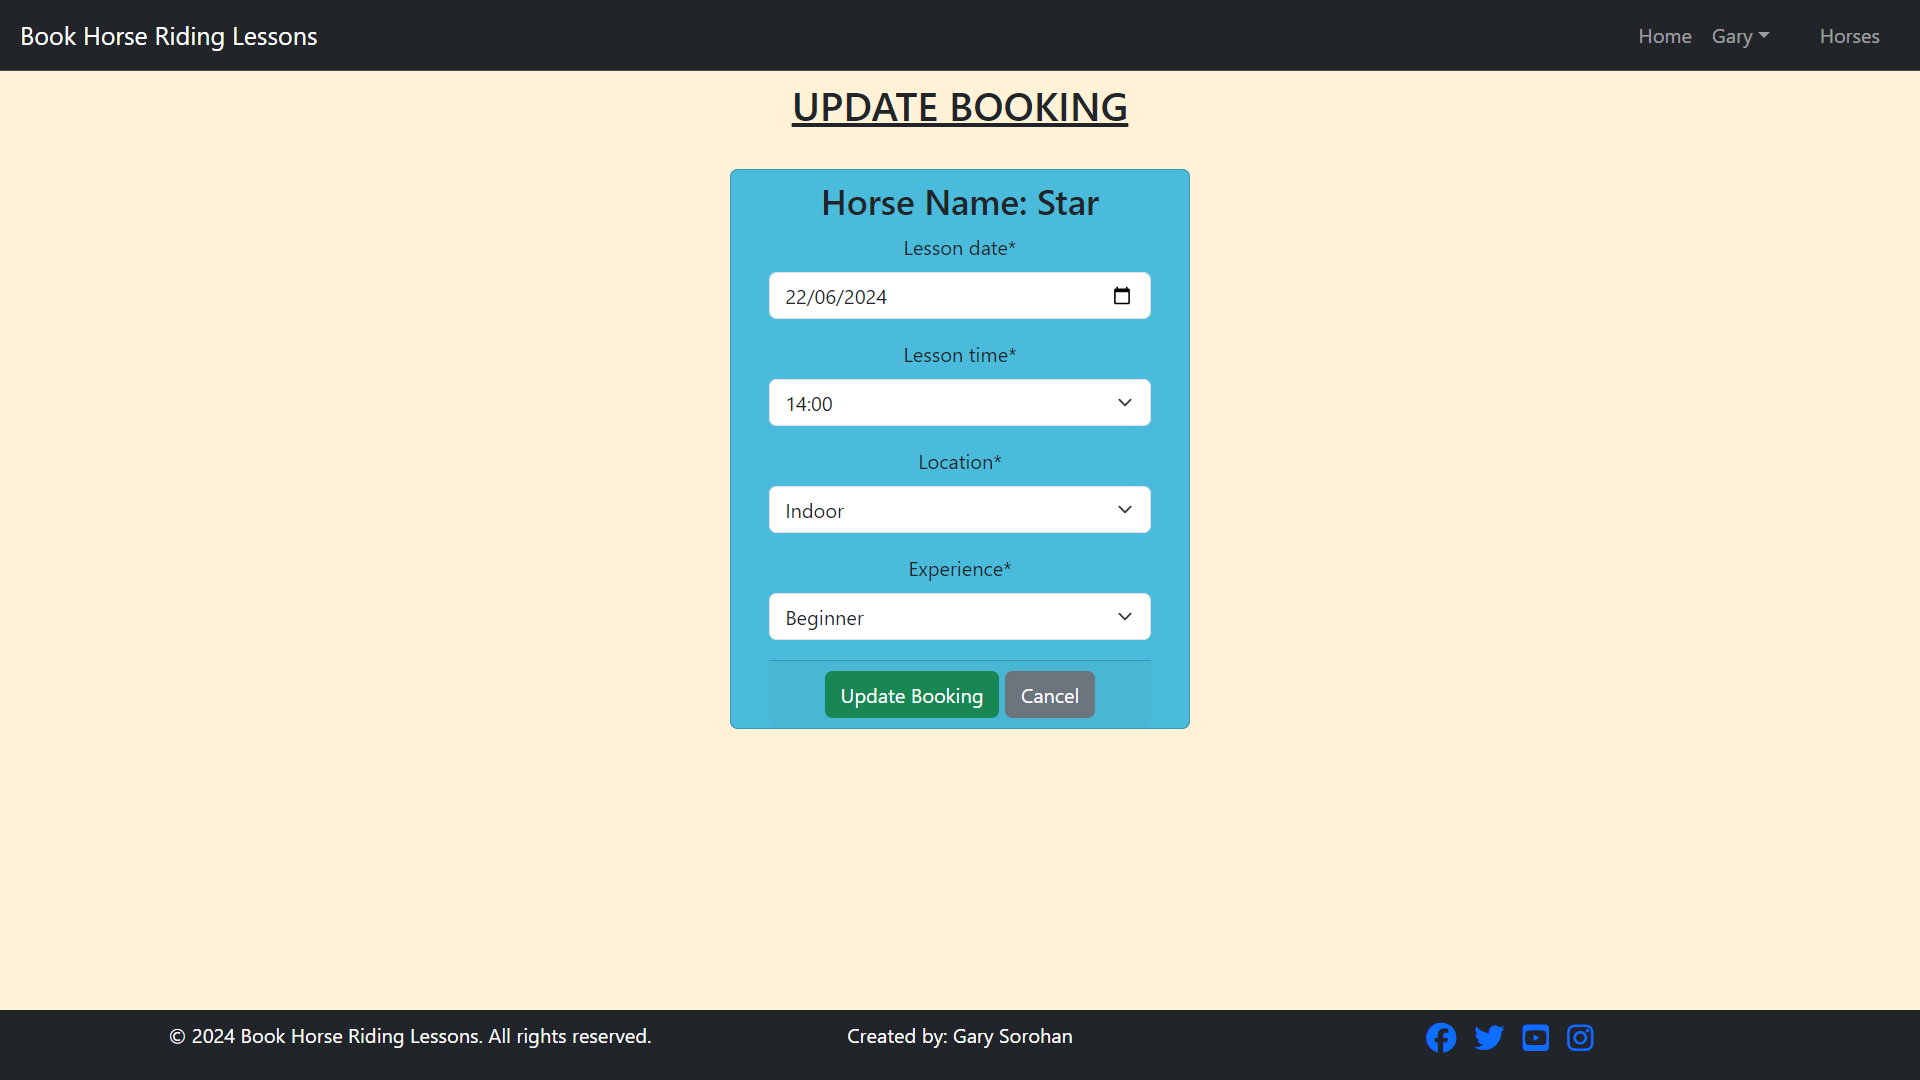 Book Horse Riding Lessons
Home Gary Horses
UPDATE BOOKING
Horse Name: Star
Lesson date*
22/06/2024
Lesson time*
14:00
Location*
Indoor
Experience*
Beginner
Update Booking Cancel
© 2024 Book Horse Riding Lessons. All rights reserved. Created by: Gary Sorohan